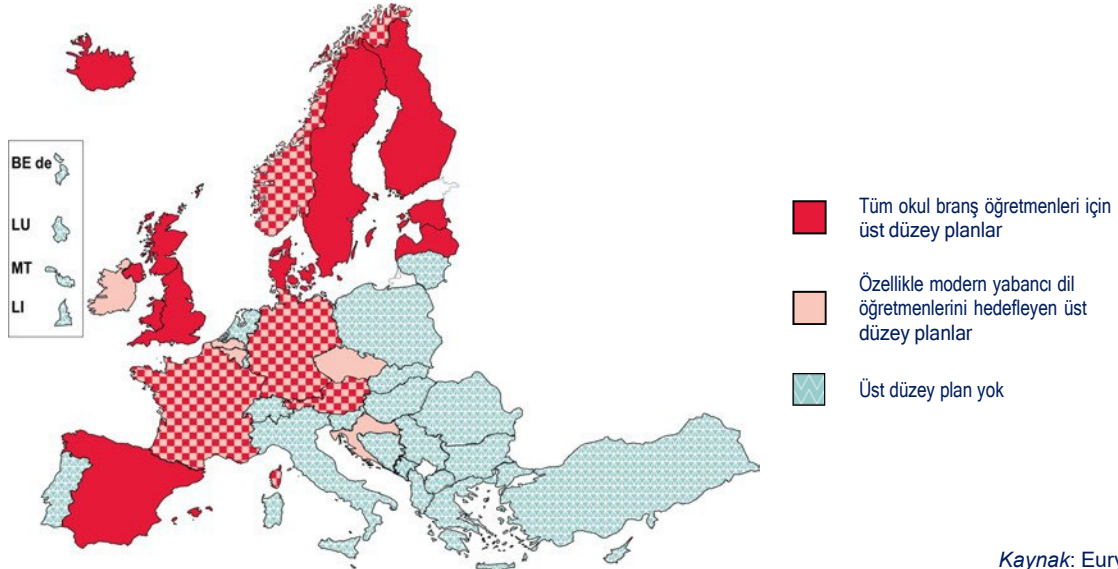 BE de
LU
MT
LI
Tüm okul branş öğretmenleri için
üst düzey planlar
Özellikle modern yabancı dil
öğretmenlerini hedefleyen üst
düzey planlar
Üst düzey plan yok
Kaynak: Eury